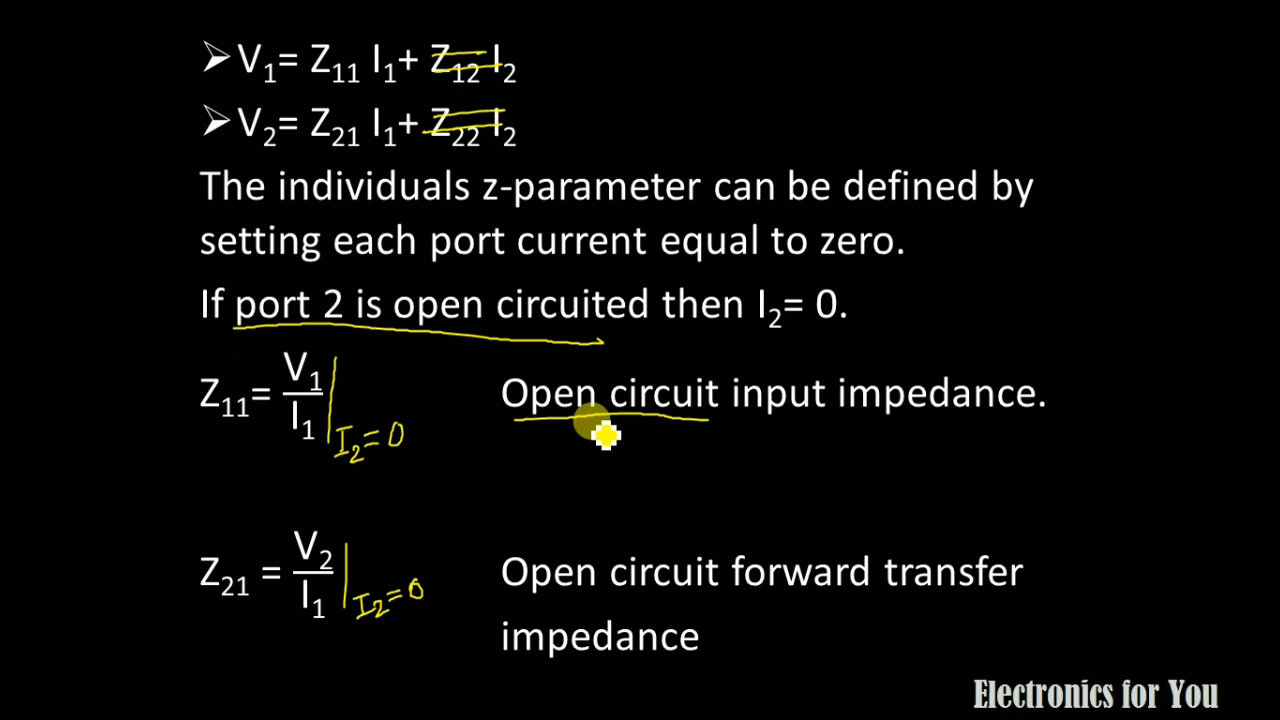 ➢V₁= Z₁₁ I₁+ Z₁₂ I₂
➢V₂= Z₂₁ I₁+ Z₂₂ I₂
The individuals z-parameter can be defined by
setting each port current equal to zero.
If port 2 is open circuited then I₂= 0.
Z₁₁= V₁/I₁ | I₂=0 Open circuit input impedance.
Z₂₁ = V₂/I₁ | I₂=0 Open circuit forward transfer
impedance
Electronics for You